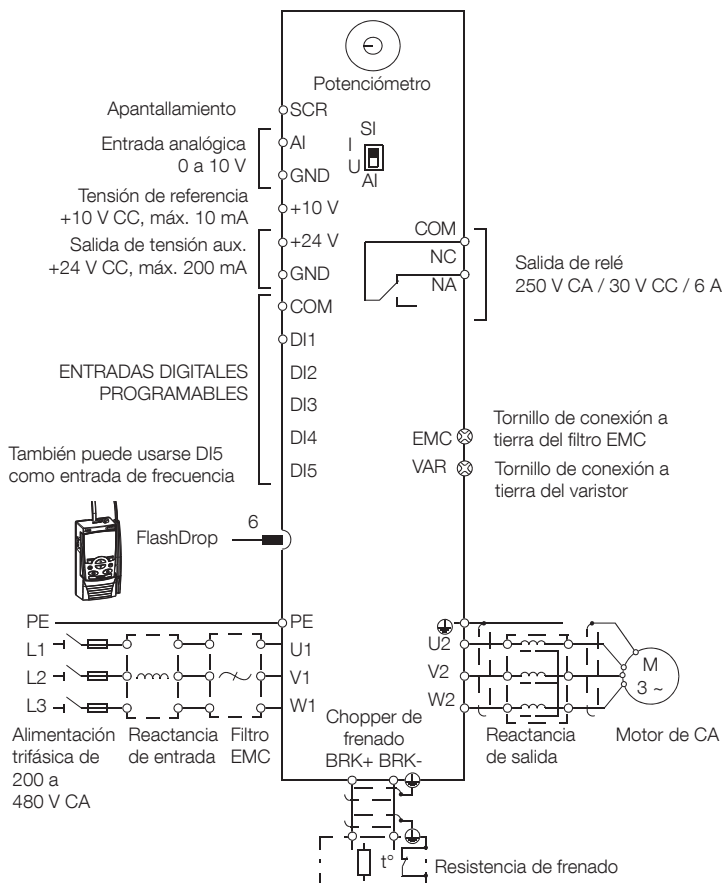 Potenciómetro
Apantallamiento
SCR
SI
Entrada analógica
0 a 10 V
AI
I
U
AI
GND
Tensión de referencia
+10 V CC, máx. 10 mA
+10 V
Salida de tensión aux.
+24 V CC, máx. 200 mA
+24 V
GND
COM
NC
NA
Salida de relé
250 V CA / 30 V CC / 6 A
COM
DI1
ENTRADAS DIGITALES
PROGRAMABLES
DI2
DI3
DI4
DI5
También puede usarse DI5
como entrada de frecuencia
EMC
Tornillo de conexión a
tierra del filtro EMC
VAR
Tornillo de conexión a
tierra del varistor
FlashDrop
6
PE
PE
L1
U1
U2
L2
V1
V2
L3
W1
W2
M
3 ~
Alimentación
trifásica de
200 a
480 V CA
Reactancia
de entrada
Filtro
EMC
Chopper de
frenado
BRK+ BRK-
Reactancia
de salida
Motor de CA
t°
Resistencia de frenado